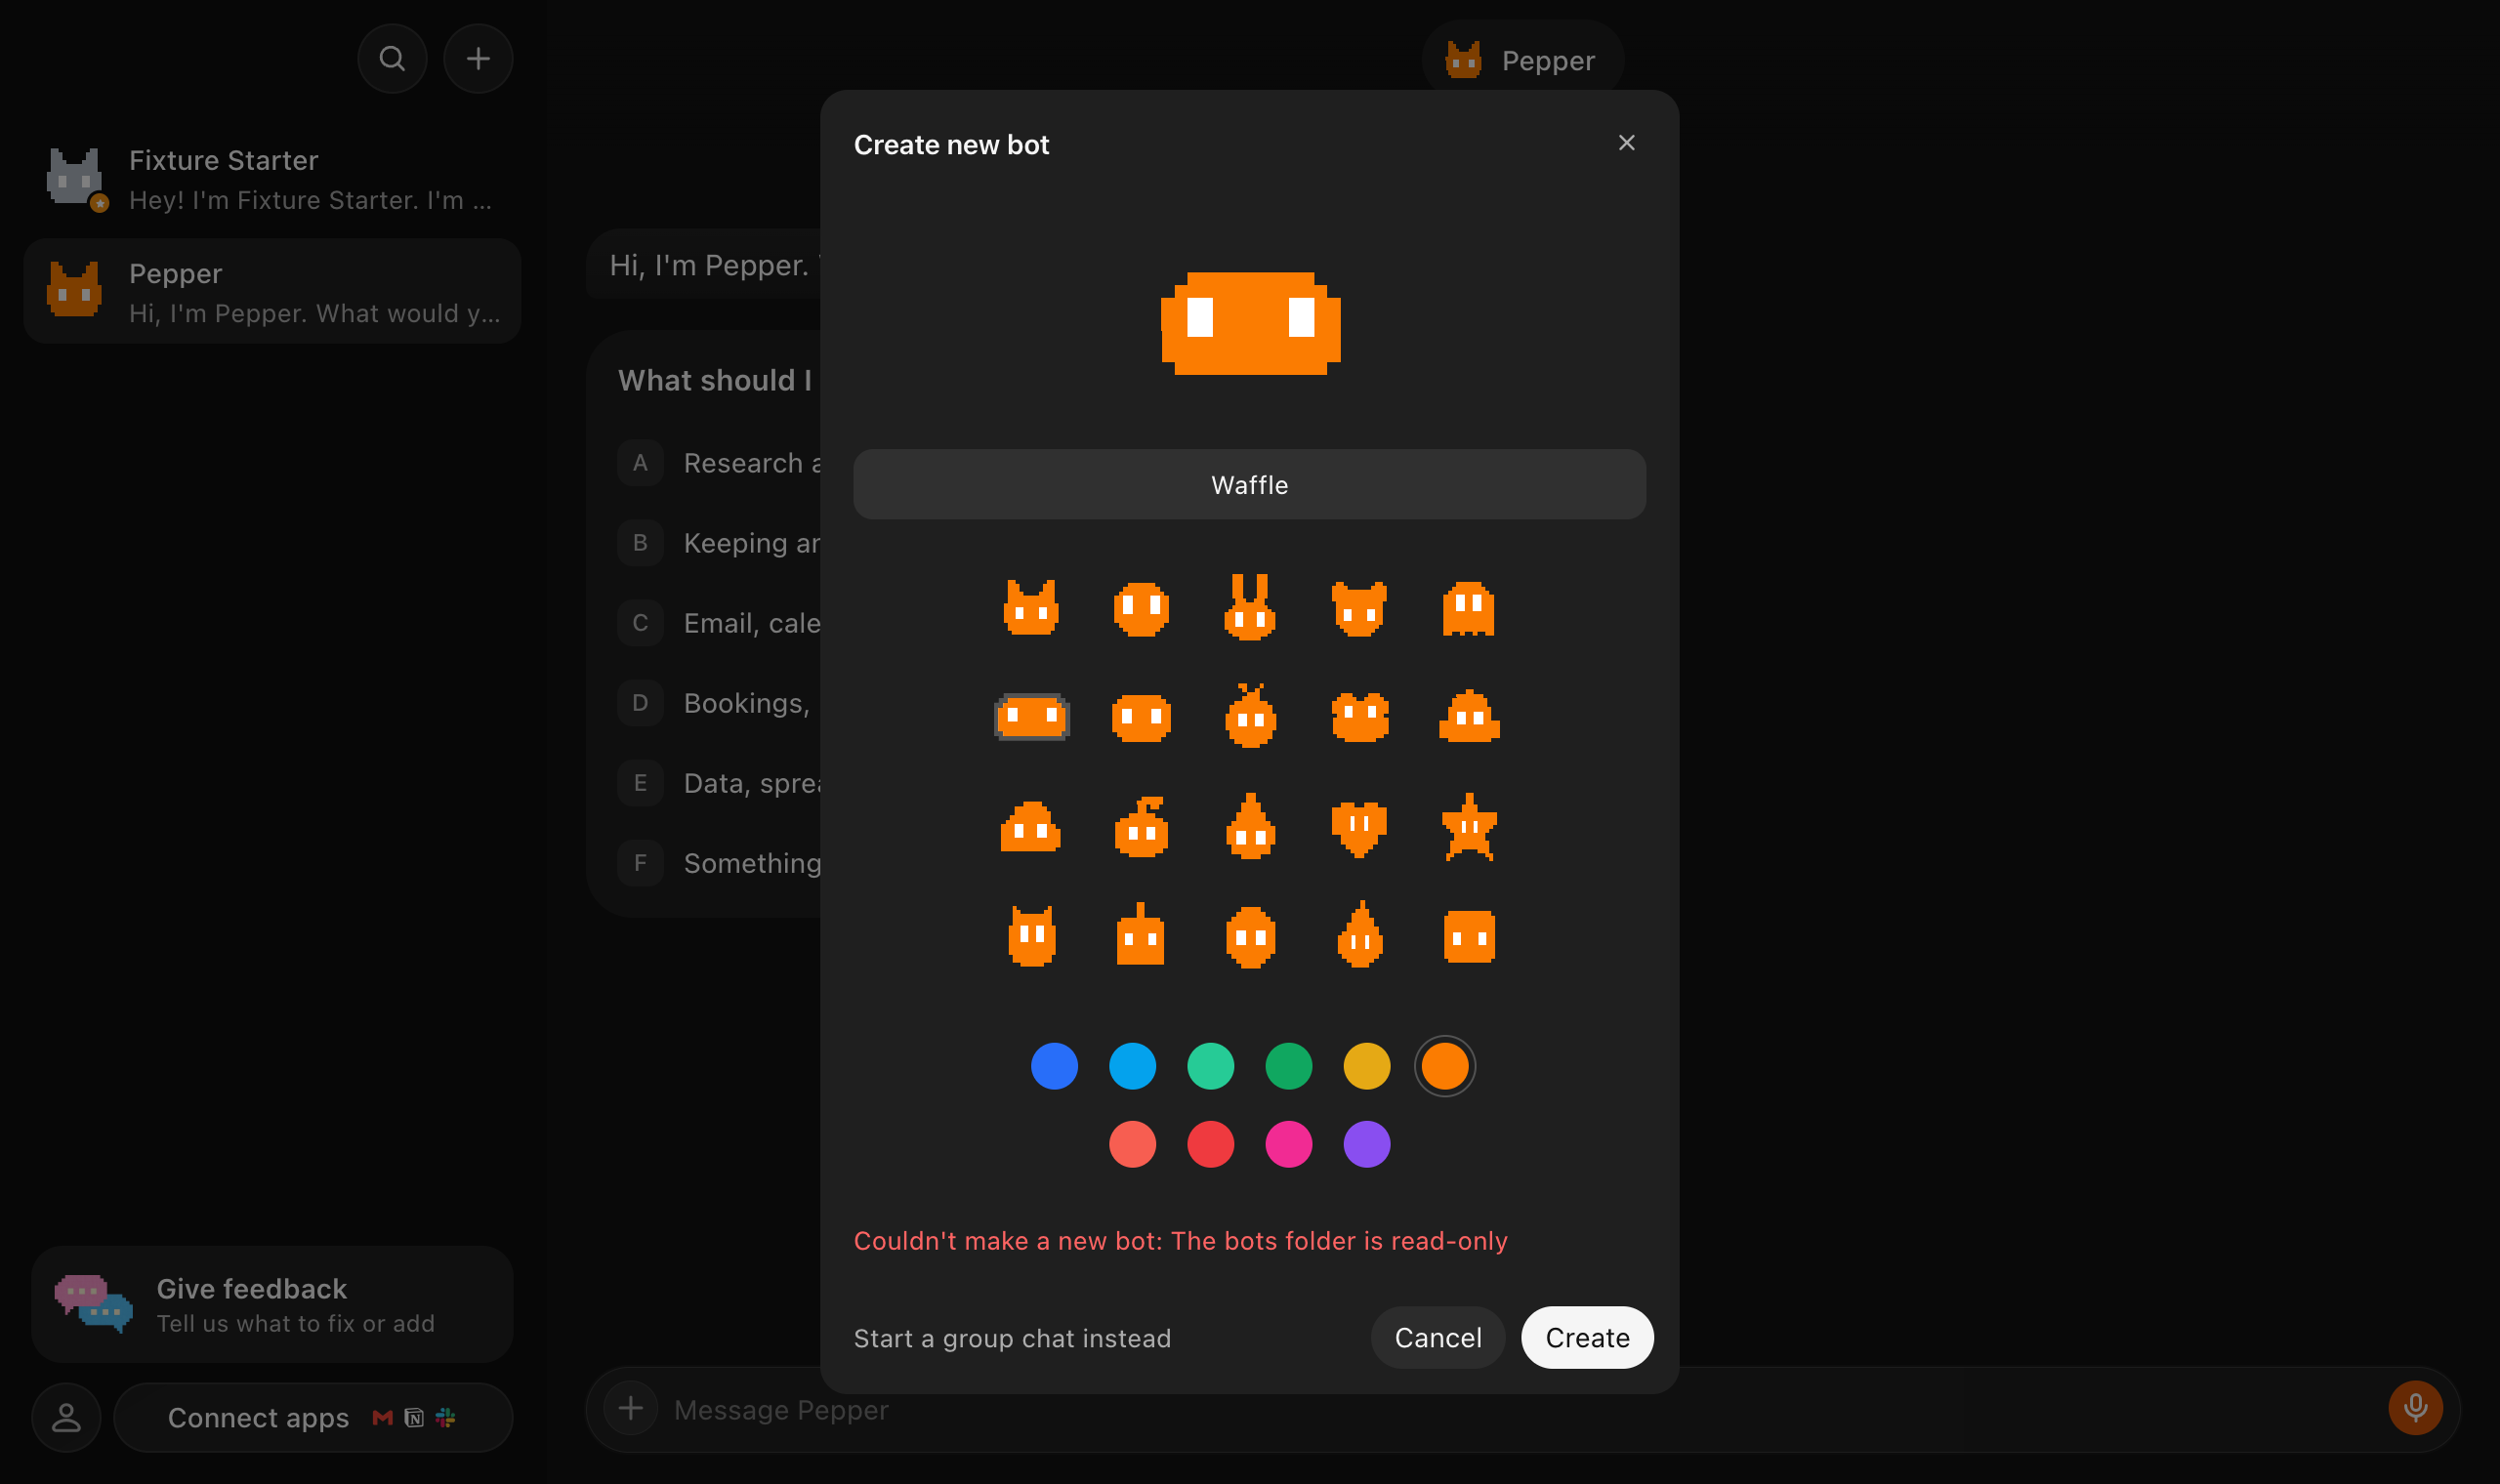 Fixture Starter
Hey! I'm Fixture Starter. I'm ...
Pepper
Hi, I'm Pepper. What would y...
Give feedback
Tell us what to fix or add
Connect apps
Pepper
Hi, I'm Pepper.
What should I
A Research a
B Keeping ar
C Email, cale
D Bookings,
E Data, sprea
F Something
Message Pepper
Create new bot
Waffle
Couldn't make a new bot: The bots folder is read-only
Start a group chat instead
Cancel
Create